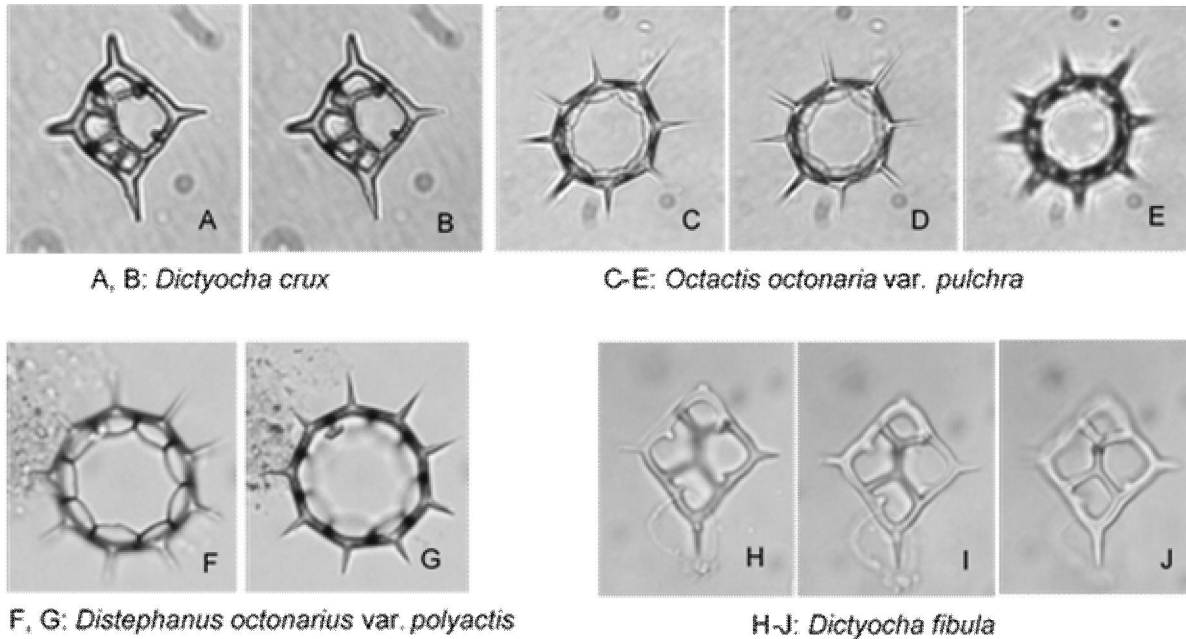 A
B
C
D
E
A, B: Dictyocha crux
C-E: Octactis octonaria var. pulchra
F
G
H
I
J
F, G: Distephanus octonarius var. polyactis
H-J: Dictyocha fibula